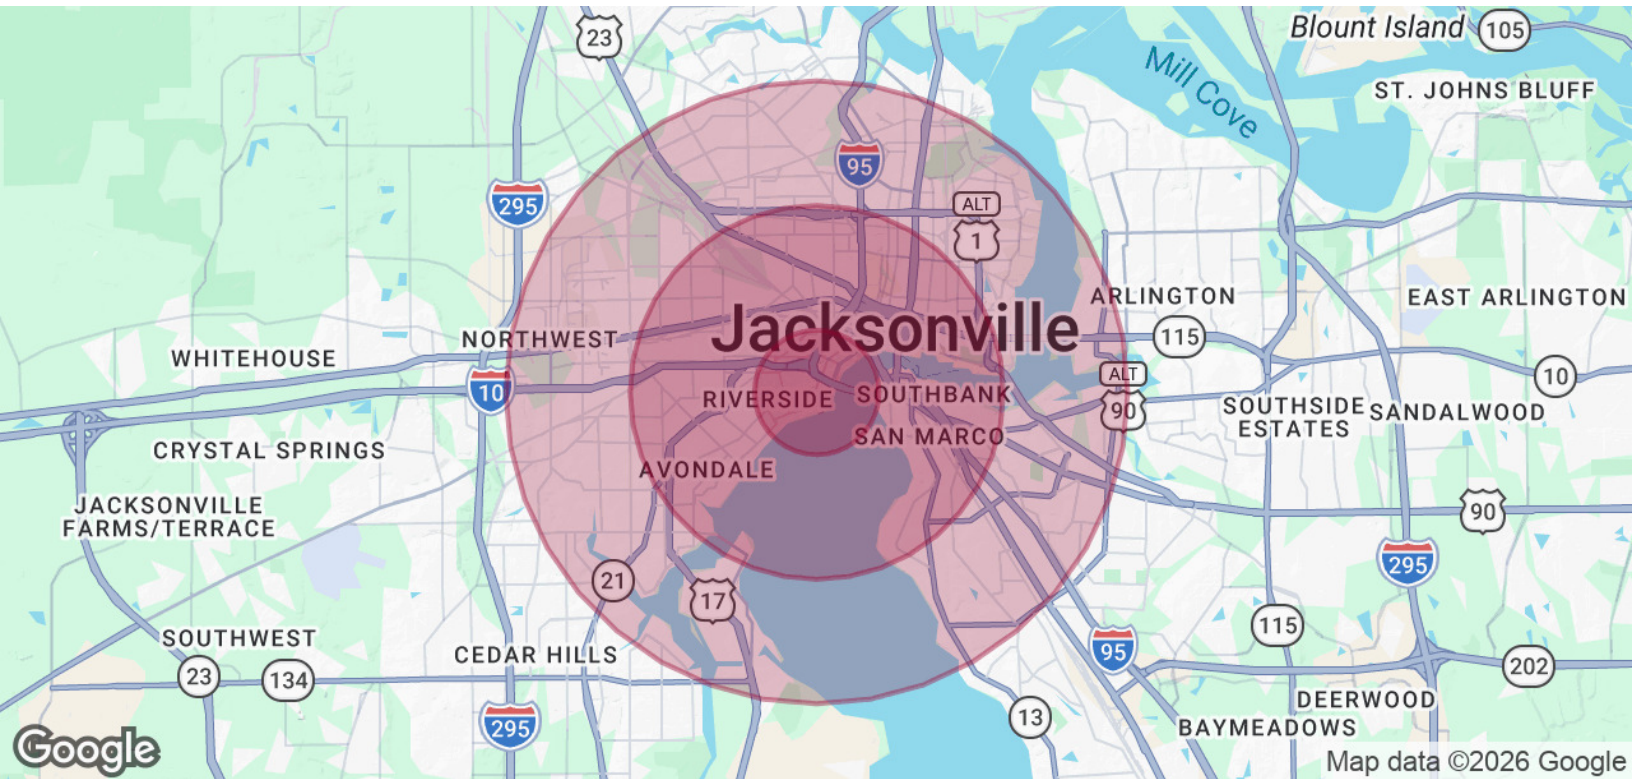 Blount Island
105
23
Mill Cove
ST. JOHNS BLUFF
95
295
ALT
1
ARLINGTON
EAST ARLINGTON
Jacksonville
NORTHWEST
115
WHITEHOUSE
ALT
10
10
RIVERSIDE
SOUTHBANK
90
SOUTHSIDE
ESTATES
SANDALWOOD
SAN MARCO
CRYSTAL SPRINGS
AVONDALE
JACKSONVILLE
FARMS/TERRACE
90
295
21
17
115
SOUTHWEST
CEDAR HILLS
95
202
23
134
DEERWOOD
13
295
BAYMEADOWS
Google
Map data ©2026 Google